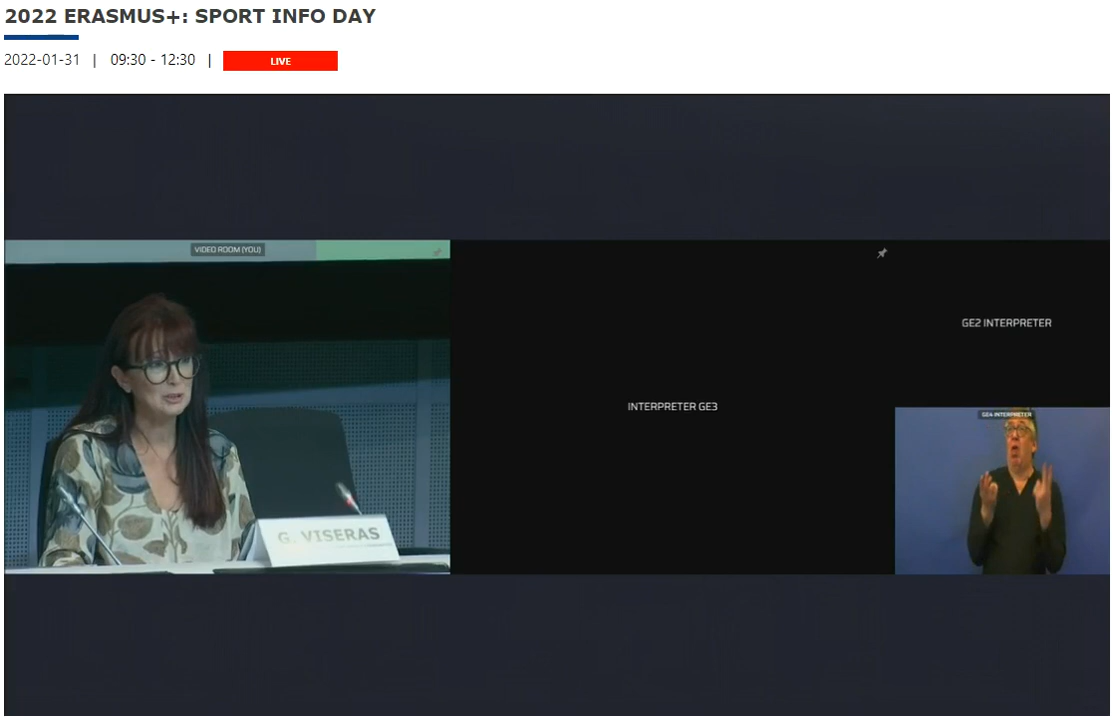 2022 ERASMUS+: SPORT INFO DAY
2022-01-31 | 09:30 - 12:30 | LIVE
VIDEO ROOM (YOU)
GE2 INTERPRETER
INTERPRETER GE3
GE4 INTERPRETER
G. VISERAS